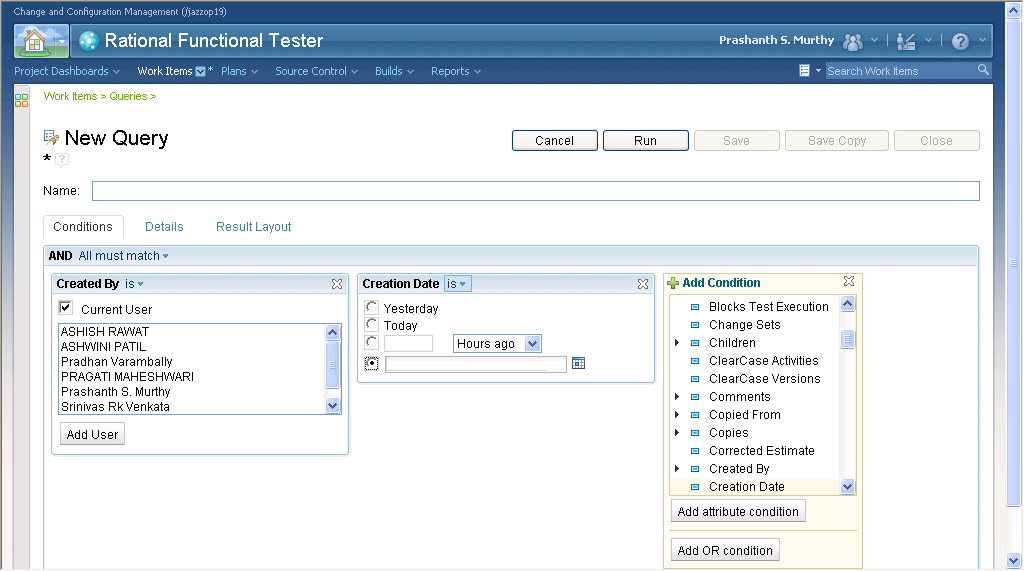 Change and Configuration Management (/jazzop19)
Rational Functional Tester
Prashanth S. Murthy
Project Dashboards Work Items * Plans Source Control Builds Reports
Search Work Items
Work Items > Queries >
New Query
Cancel Run Save Save Copy Close
* ?
Name:
Conditions Details Result Layout
AND All must match
Created By is
Current User
ASHISH RAWAT
ASHWINI PATIL
Pradhan Varambally
PRAGATI MAHESHWARI
Prashanth S. Murthy
Srinivas Rk Venkata
Add User
Creation Date is
Yesterday
Today
Hours ago
Add Condition
Blocks Test Execution
Change Sets
Children
ClearCase Activities
ClearCase Versions
Comments
Copied From
Copies
Corrected Estimate
Created By
Creation Date
Add attribute condition
Add OR condition